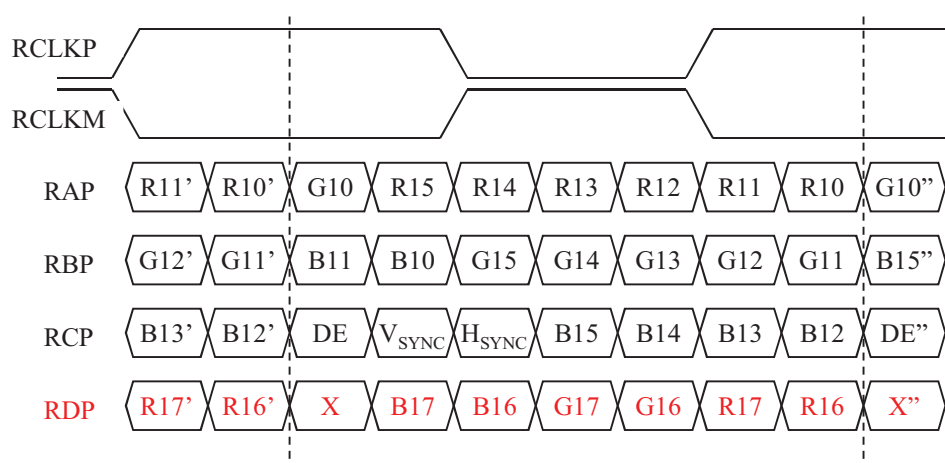 RCLKP
RCLKM
RAP R11’ R10’ G10 R15 R14 R13 R12 R11 R10 G10”
RBP G12’ G11’ B11 B10 G15 G14 G13 G12 G11 B15”
RCP B13’ B12’ DE VSYNC HSYNC B15 B14 B13 B12 DE”
RDP R17’ R16’ X B17 B16 G17 G16 R17 R16 X”